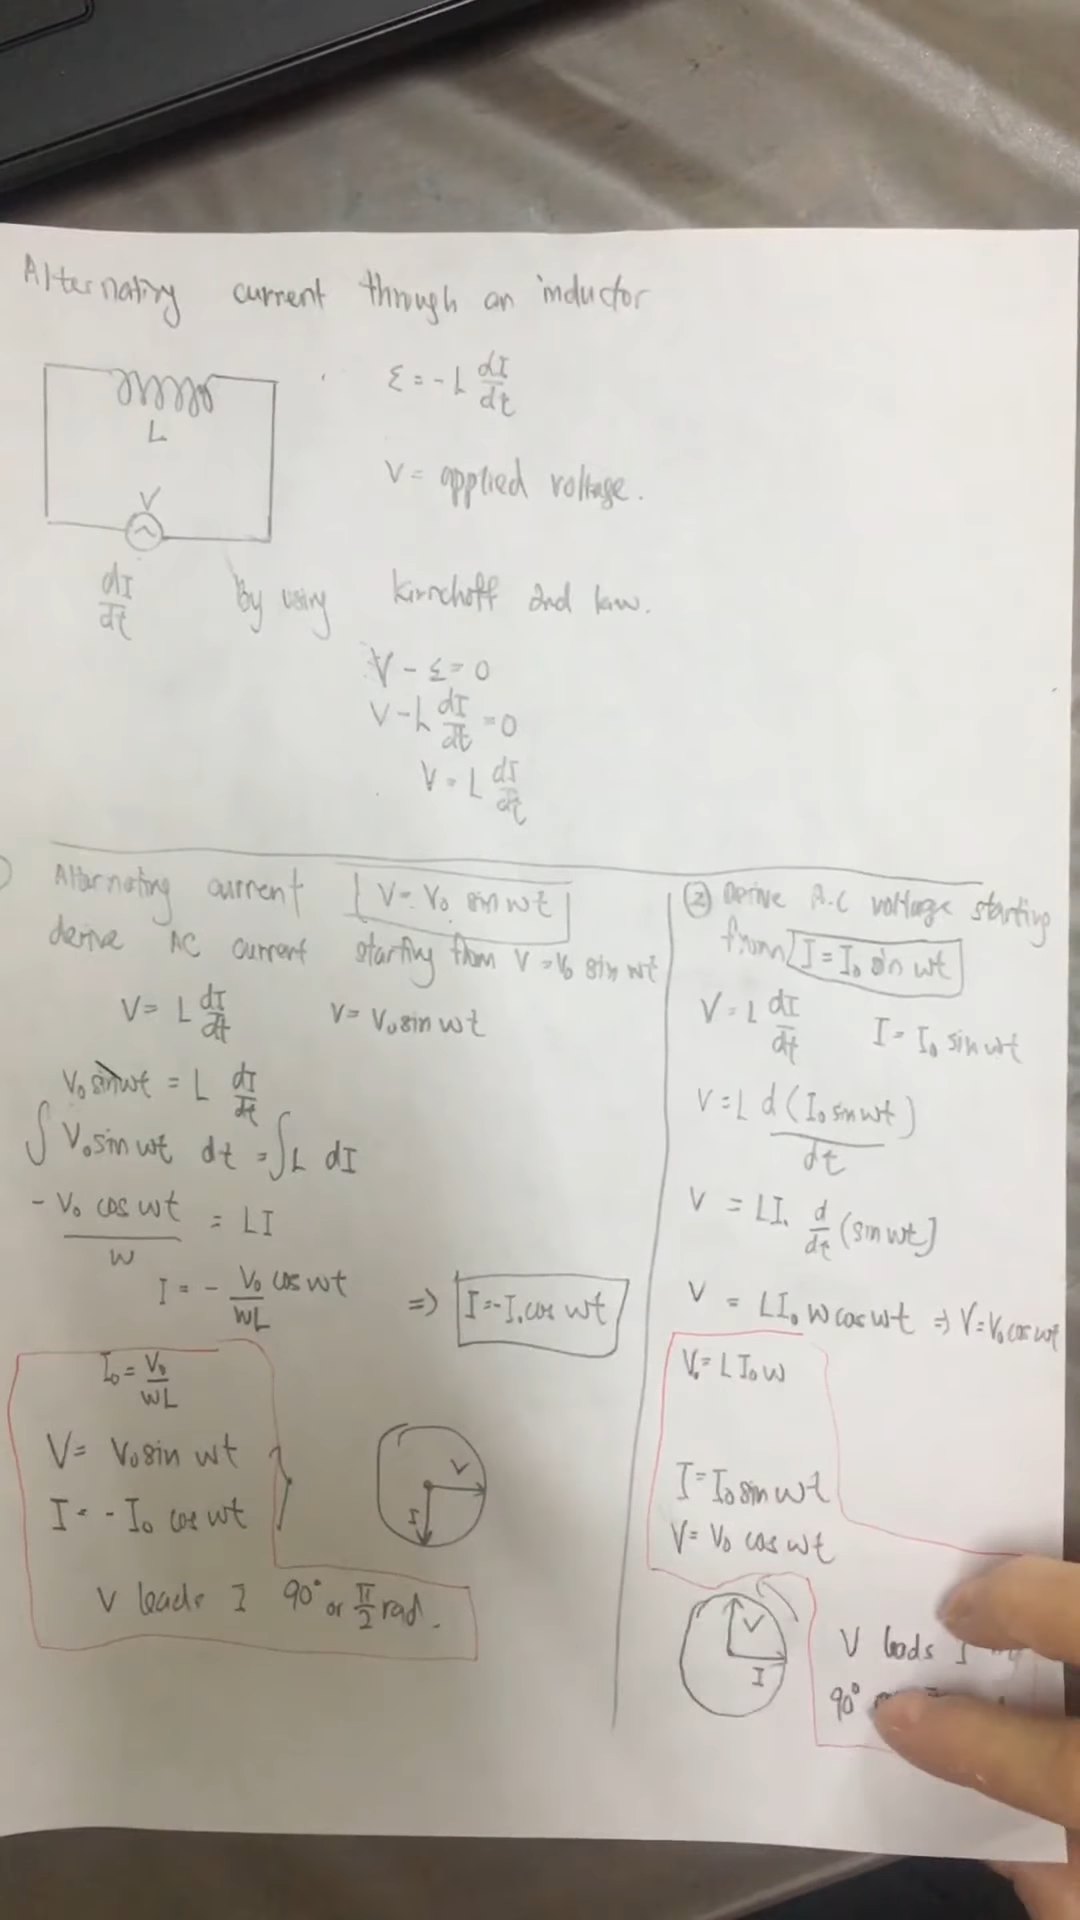 Alternating current through an inductor
L
V
ε = - L dI/dt
V = applied voltage.
dI/dt
By using Kirrchoff 2nd law.
V - ε = 0
V - L dI/dt = 0
V = L dI/dt
Alternating current V = V₀ sin wt
derive AC current starting from V = V₀ sin wt
V = L dI/dt V = V₀ sin wt
V₀ sin wt = L dI/dt
∫ V₀ sin wt dt = ∫ L dI
- V₀ cos wt / w = LI
I = - V₀/wL cos wt => I = - I₀ cos wt
I₀ = V₀/wL
V = V₀ sin wt
I = - I₀ cos wt
V
I
V leads I 90° or π/2 rad.
② Derive A.C voltage starting
from I = I₀ sin wt
V = L dI/dt I = I₀ sin wt
V = L d(I₀ sin wt)/dt
V = LI₀ d/dt (sin wt)
V = LI₀ w cos wt => V = V₀ cos wt
V₀ = L I₀ w
I = I₀ sin wt
V = V₀ cos wt
V
I
V leads I
90°